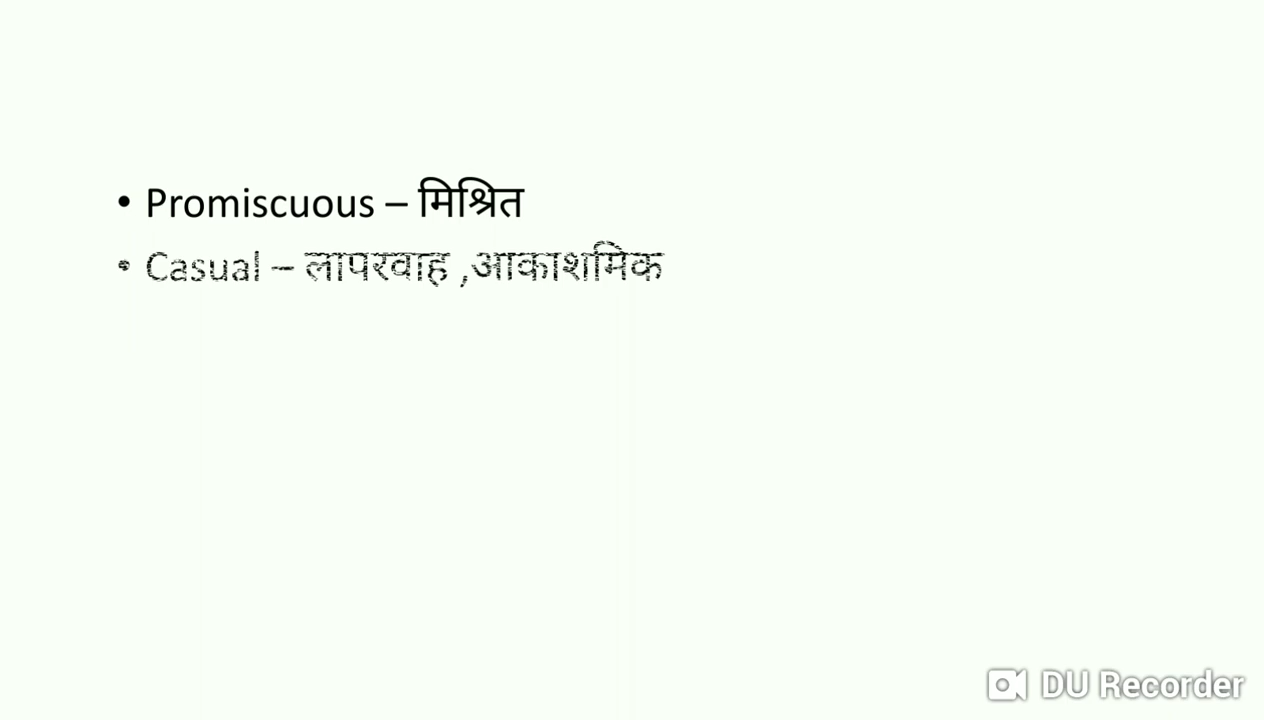 • Promiscuous – मिश्रित
• Casual – लापरवाह ,आकाशमिक
DU Recorder